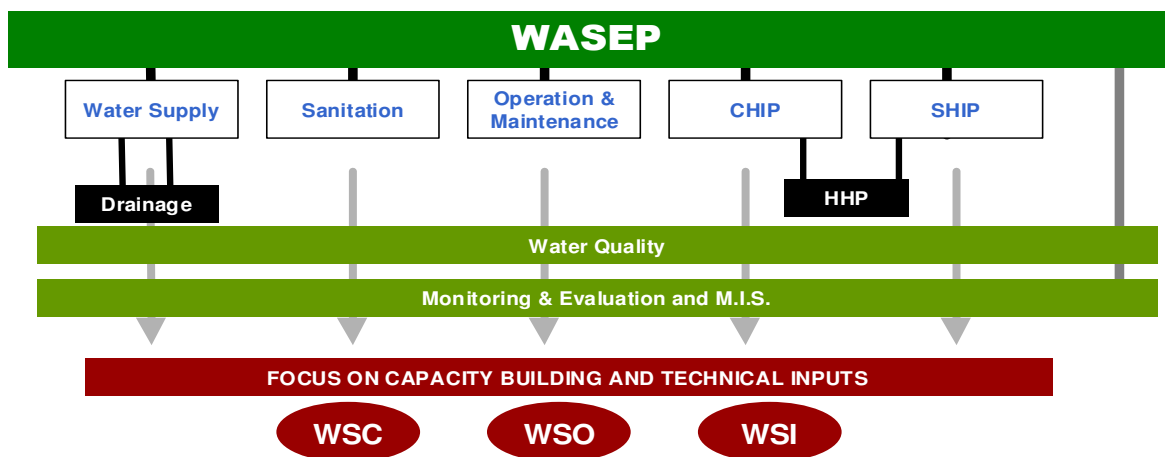 WASEP
Water Supply
Sanitation
Operation &
Maintenance
CHIP
SHIP
Drainage
HHP
Water Quality
Monitoring & Evaluation and M.I.S.
FOCUS ON CAPACITY BUILDING AND TECHNICAL INPUTS
WSC
WSO
WSI